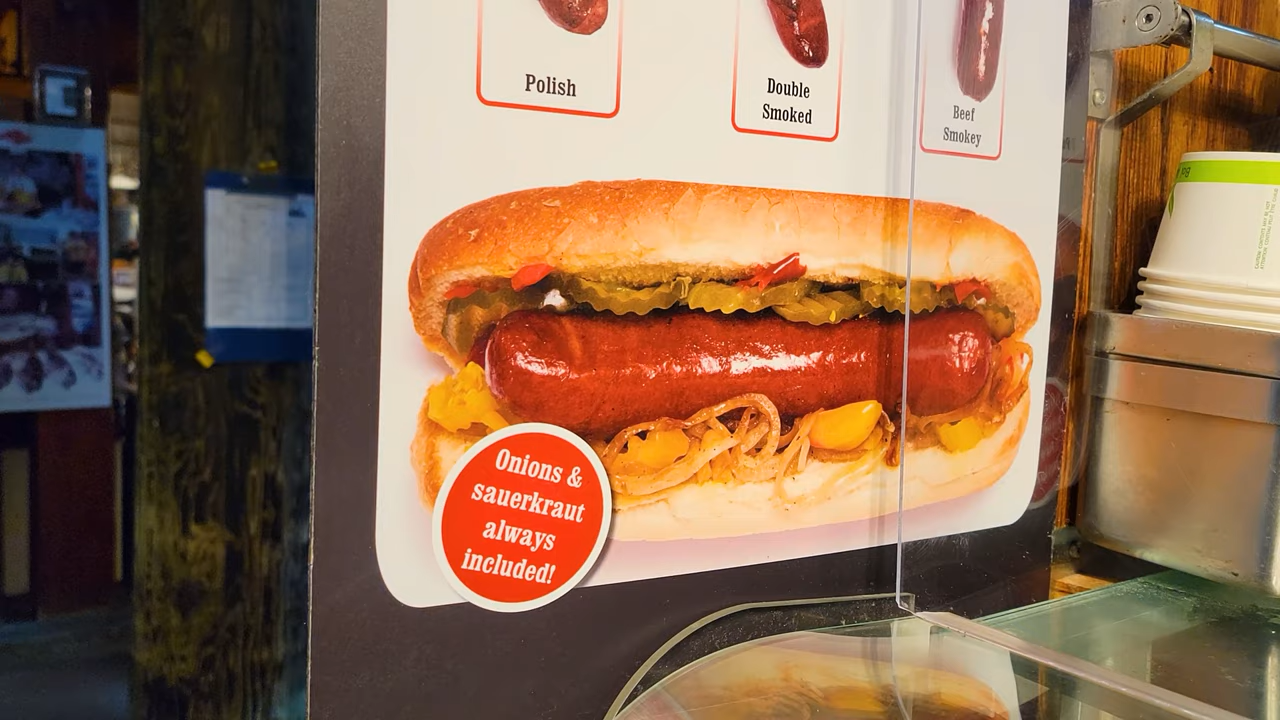 Polish
Double
Smoked
Beef
Smokey
Onions &
sauerkraut
always
included!